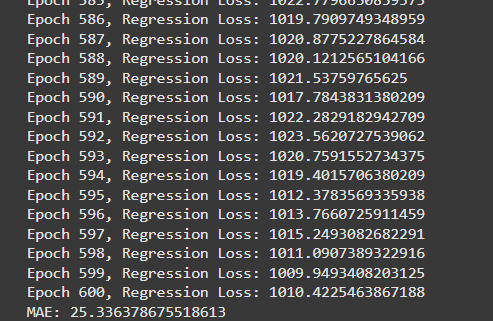 Epoch 585, Regression Loss: 1022.7796630859375
Epoch 586, Regression Loss: 1019.7909749348959
Epoch 587, Regression Loss: 1020.8775227864584
Epoch 588, Regression Loss: 1020.1212565104166
Epoch 589, Regression Loss: 1021.53759765625
Epoch 590, Regression Loss: 1017.7843831380209
Epoch 591, Regression Loss: 1022.2829182942709
Epoch 592, Regression Loss: 1023.5620727539062
Epoch 593, Regression Loss: 1020.7591552734375
Epoch 594, Regression Loss: 1019.4015706380209
Epoch 595, Regression Loss: 1012.3783569335938
Epoch 596, Regression Loss: 1013.7660725911459
Epoch 597, Regression Loss: 1015.2493082682291
Epoch 598, Regression Loss: 1011.0907389322916
Epoch 599, Regression Loss: 1009.9493408203125
Epoch 600, Regression Loss: 1010.4225463867188
MAE: 25.336378675518613